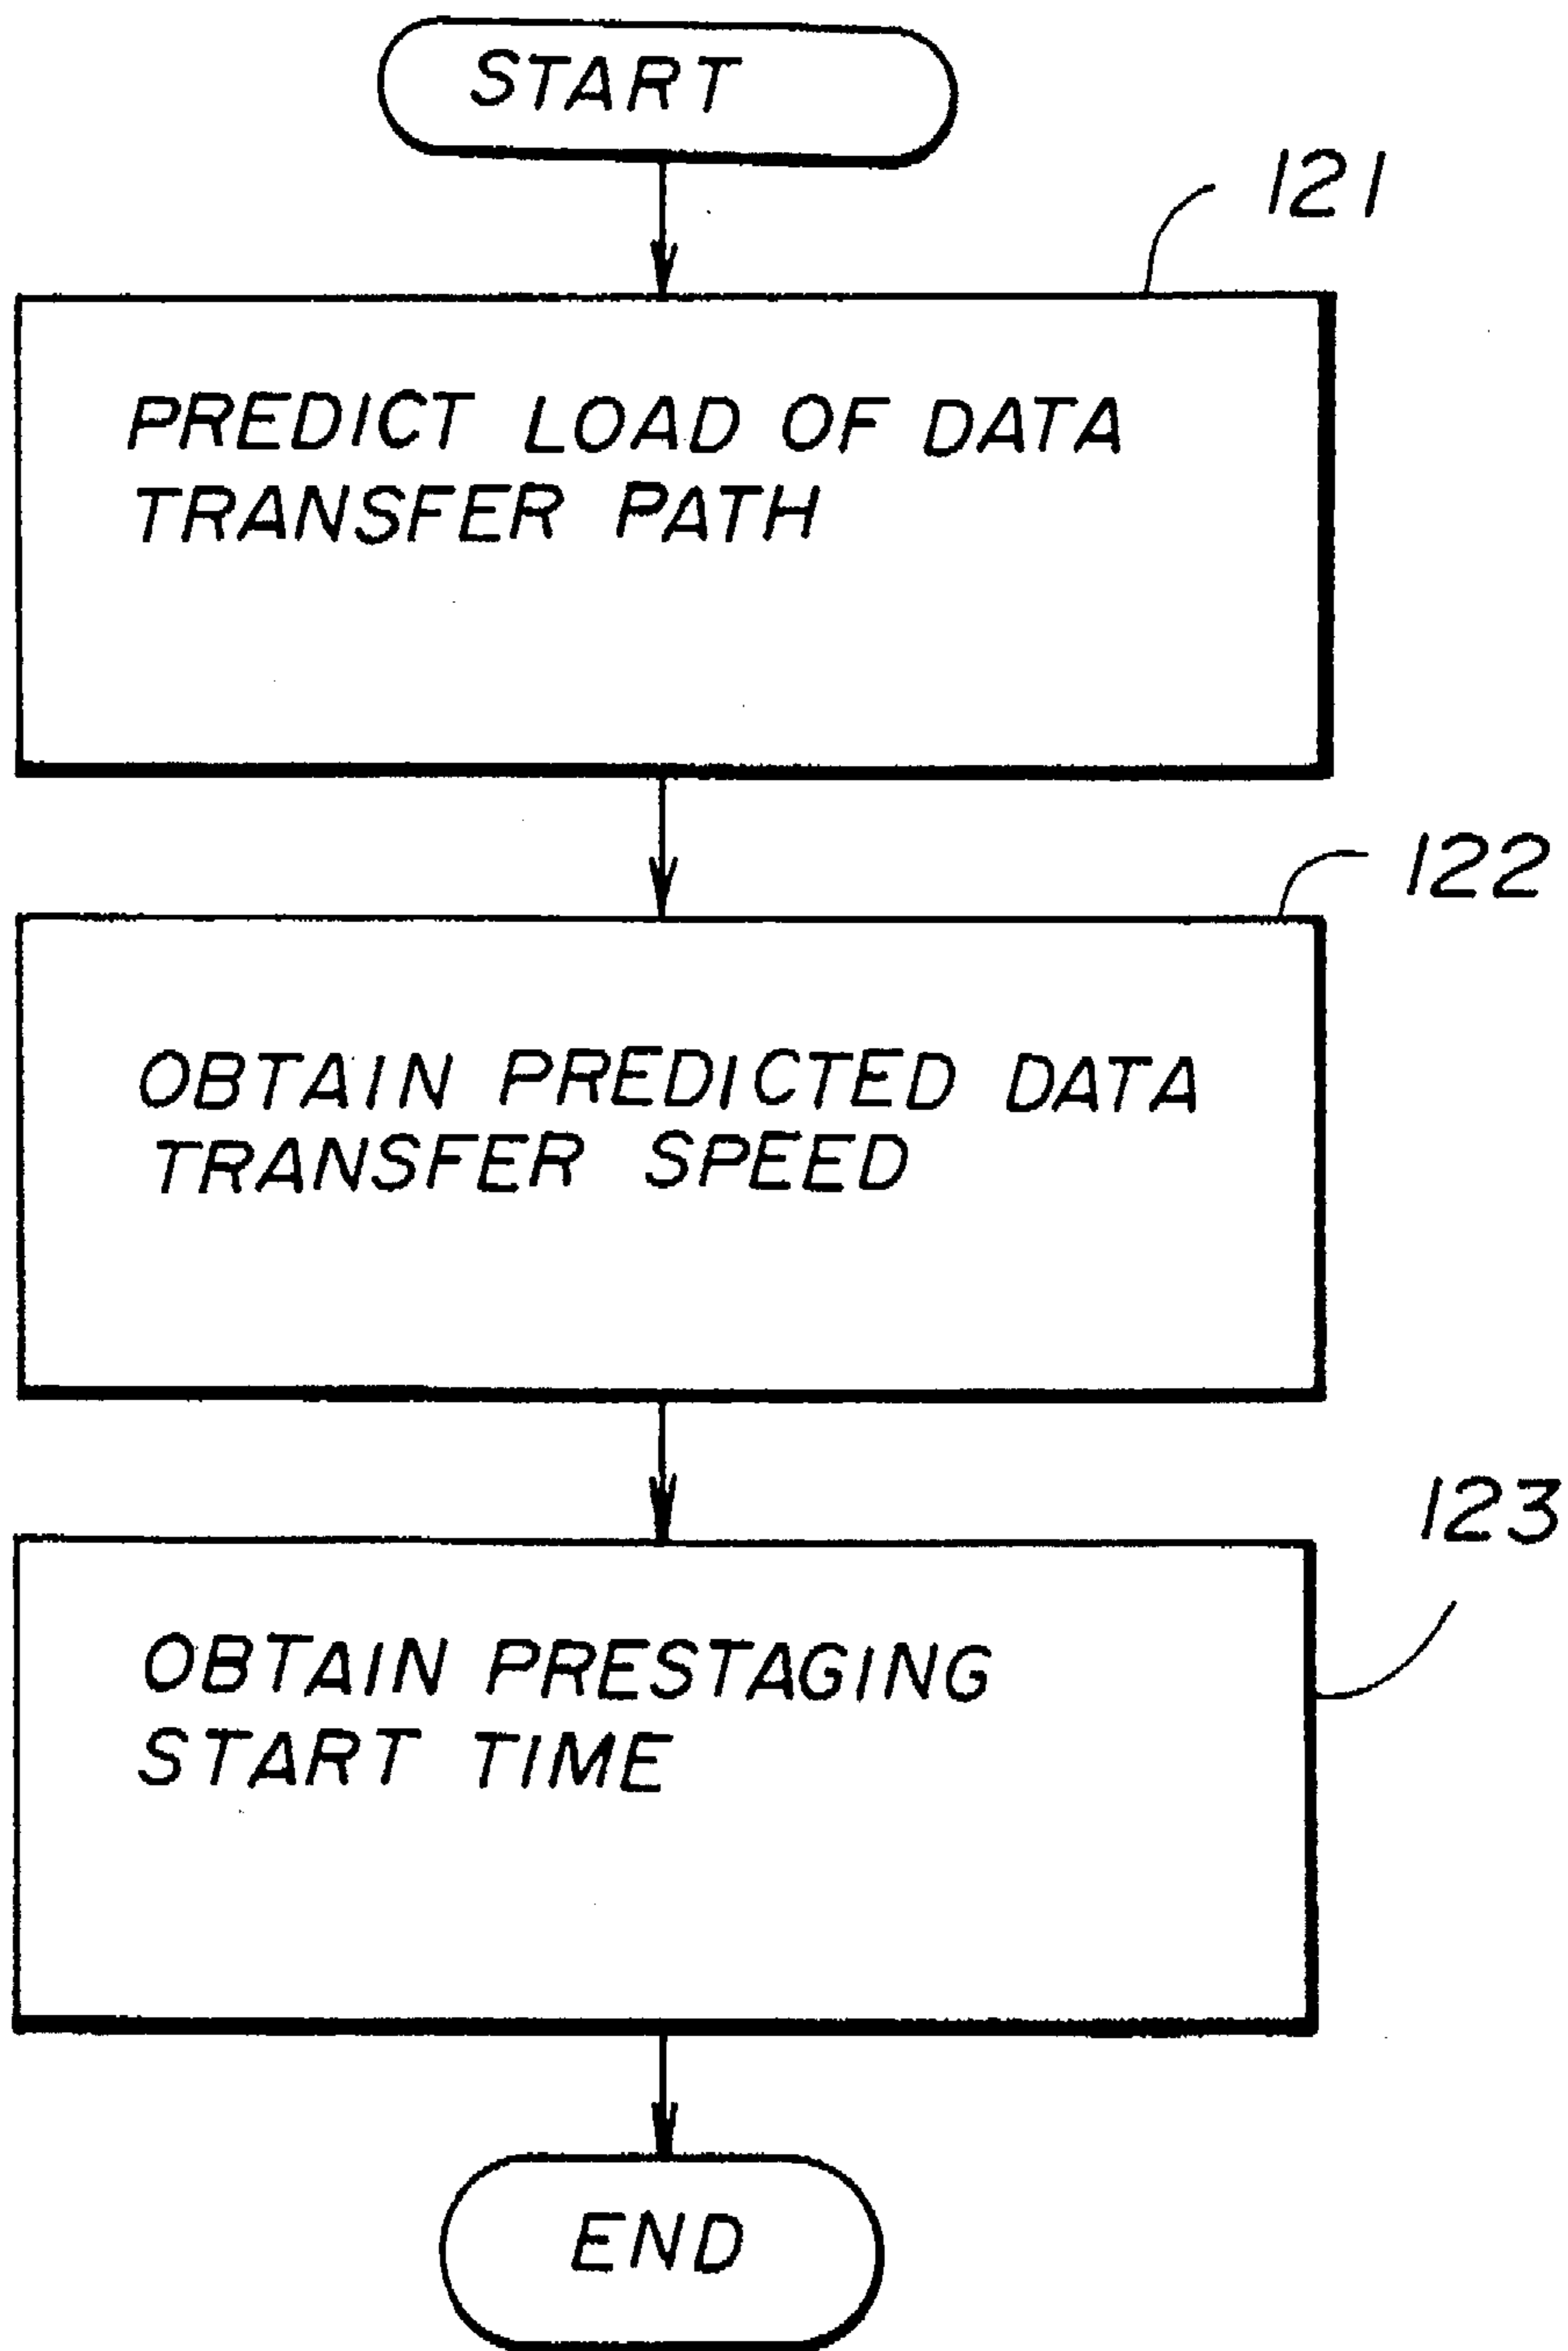 START
121
PREDICT LOAD OF DATA
TRANSFER PATH
122
OBTAIN PREDICTED DATA
TRANSFER SPEED
123
OBTAIN PRESTAGING
START TIME
END